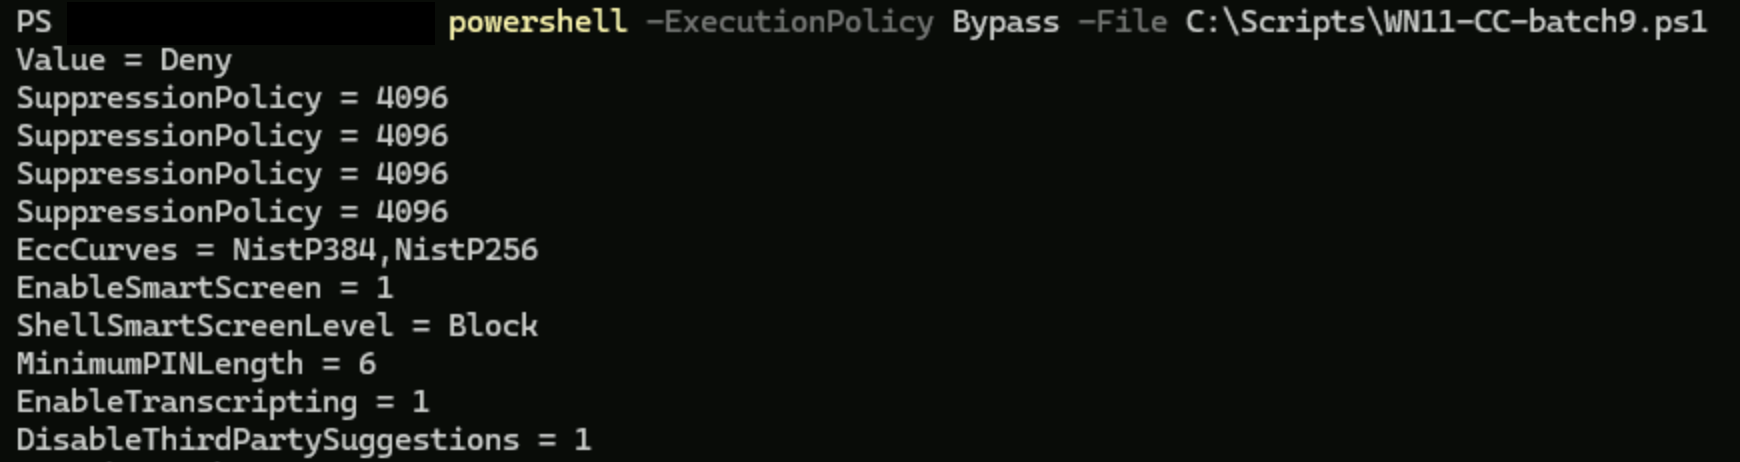 PS powershell -ExecutionPolicy Bypass -File C:\Scripts\WN11-CC-batch9.ps1
Value = Deny
SuppressionPolicy = 4096
SuppressionPolicy = 4096
SuppressionPolicy = 4096
SuppressionPolicy = 4096
EccCurves = NistP384,NistP256
EnableSmartScreen = 1
ShellSmartScreenLevel = Block
MinimumPINLength = 6
EnableTranscripting = 1
DisableThirdPartySuggestions = 1